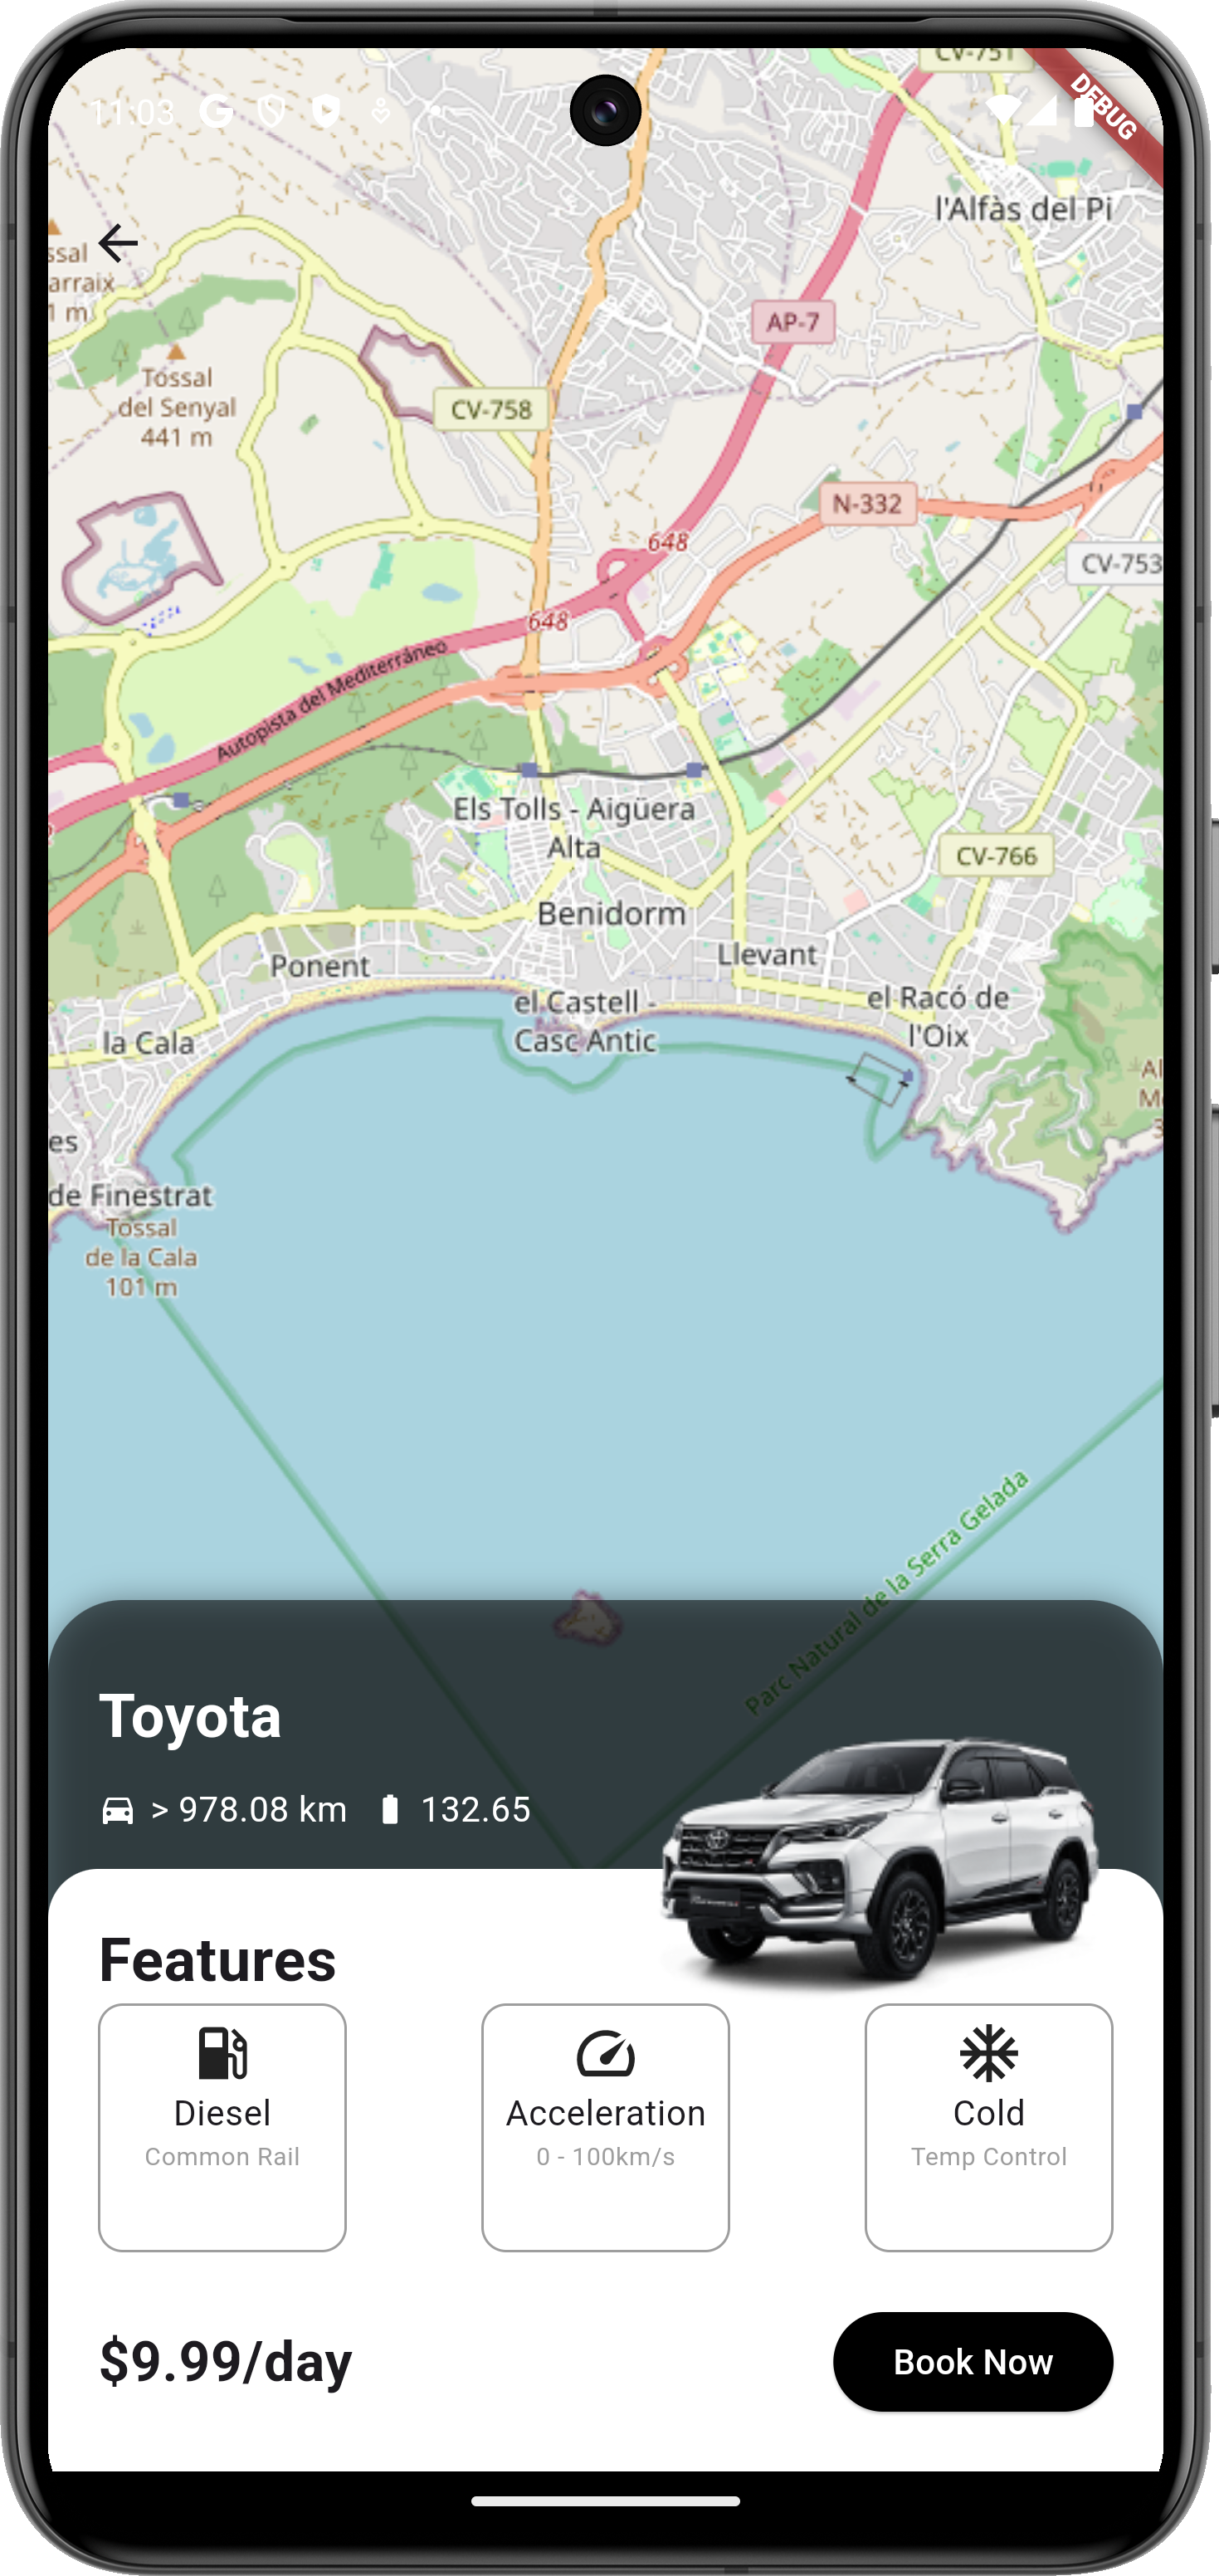 CV-751
DEBUG
11:03
l'Alfàs del Pi
ssal
arraix
1 m
AP-7
Tossal
del Senyal
441 m
CV-758
N-332
648
CV-753
648
Autopista del Mediterráneo
Els Tolls - Aigüera
Alta
CV-766
Benidorm
Llevant
Ponent
el Castell -
Casc Antic
el Racó de
l'Oix
la Cala
Al
Mo
3
es
de Finestrat
Tossal
de la Cala
101 m
Parc Natural de la Serra Gelada
Toyota
> 978.08 km 132.65
Features
Diesel
Common Rail
Acceleration
0 - 100km/s
Cold
Temp Control
$9.99/day
Book Now